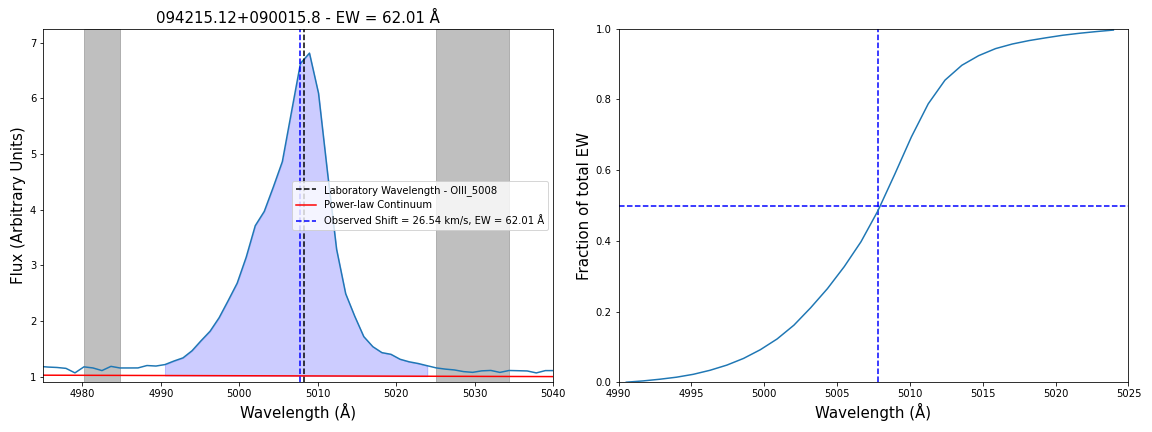 094215.12+090015.8 - EW = 62.01 Å
Flux (Arbitrary Units)
7
6
5
4
3
2
1
Laboratory Wavelength - OIII_5008
Power-law Continuum
Observed Shift = 26.54 km/s, EW = 62.01 Å
4980 4990 5000 5010 5020 5030 5040
Wavelength (Å)
Fraction of total EW
1.0
0.8
0.6
0.4
0.2
0.0
4990 4995 5000 5005 5010 5015 5020 5025
Wavelength (Å)